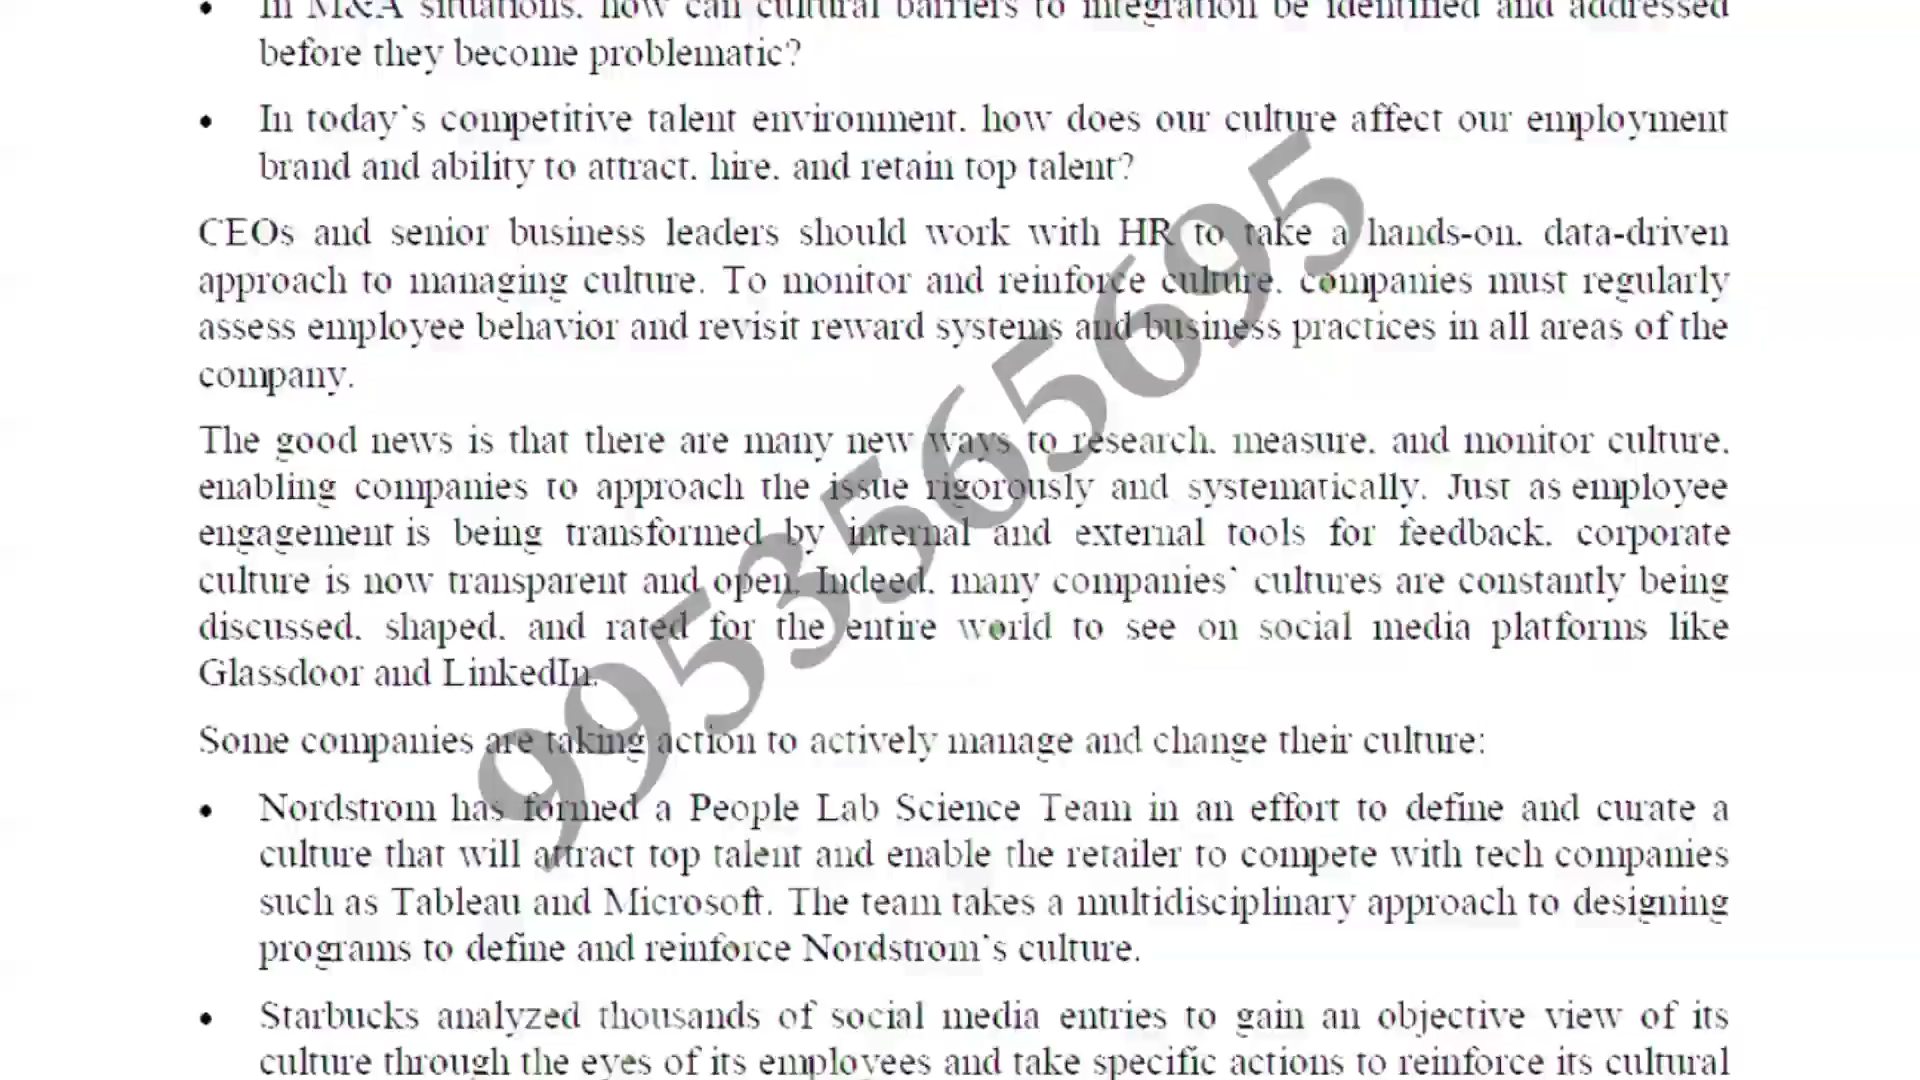 • In M&A situations, how can cultural barriers to integration be identified and addressed
before they become problematic?
• In today's competitive talent environment, how does our culture affect our employment
brand and ability to attract, hire, and retain top talent?
CEOs and senior business leaders should work with HR to take a hands-on, data-driven
approach to managing culture. To monitor and reinforce culture, companies must regularly
assess employee behavior and revisit reward systems and business practices in all areas of the
company.
The good news is that there are many new ways to research, measure, and monitor culture,
enabling companies to approach the issue rigorously and systematically. Just as employee
engagement is being transformed by internal and external tools for feedback, corporate
culture is now transparent and open. Indeed, many companies' cultures are constantly being
discussed, shaped, and rated for the entire world to see on social media platforms like
Glassdoor and LinkedIn.
Some companies are taking action to actively manage and change their culture:
• Nordstrom has formed a People Lab Science Team in an effort to define and curate a
culture that will attract top talent and enable the retailer to compete with tech companies
such as Tableau and Microsoft. The team takes a multidisciplinary approach to designing
programs to define and reinforce Nordstrom's culture.
• Starbucks analyzed thousands of social media entries to gain an objective view of its
culture through the eyes of its employees and take specific actions to reinforce its cultural
9953565695